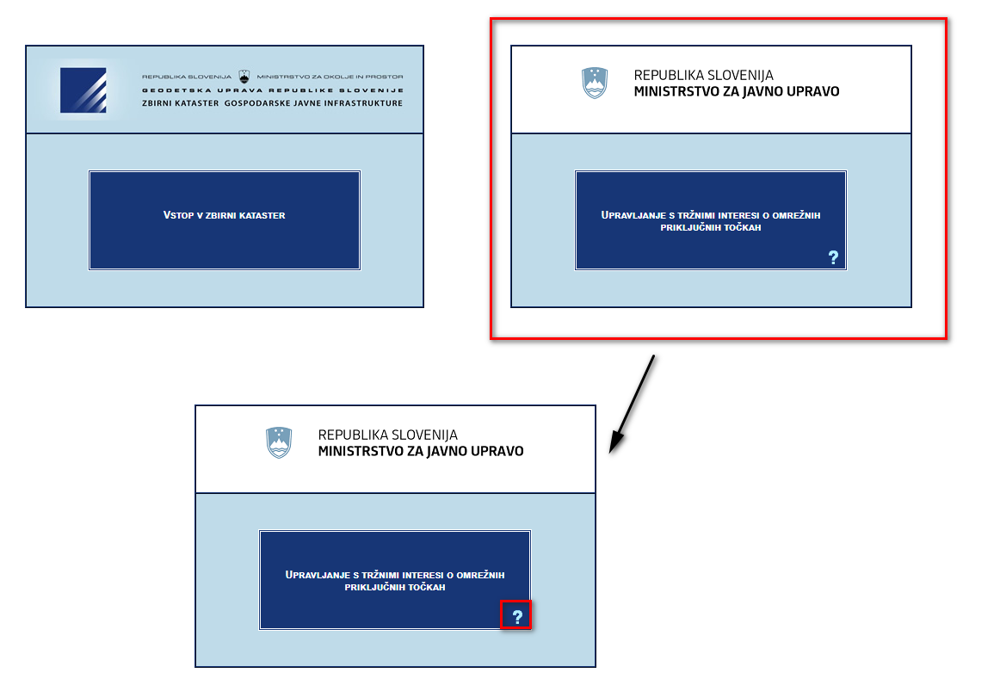 REPUBLIKA SLOVENIJA MINISTRSTVO ZA OKOLJE IN PROSTOR
GEODETSKA UPRAVA REPUBLIKE SLOVENIJE
ZBIRNI KATASTER GOSPODARSKE JAVNE INFRASTRUKTURE
VSTOP V ZBIRNI KATASTER
REPUBLIKA SLOVENIJA
MINISTRSTVO ZA JAVNO UPRAVO
UPRAVLJANJE S TRŽNIMI INTERESI O OMREŽNIH
PRIKLJUČNIH TOČKAH
?
REPUBLIKA SLOVENIJA
MINISTRSTVO ZA JAVNO UPRAVO
UPRAVLJANJE S TRŽNIMI INTERESI O OMREŽNIH
PRIKLJUČNIH TOČKAH
?